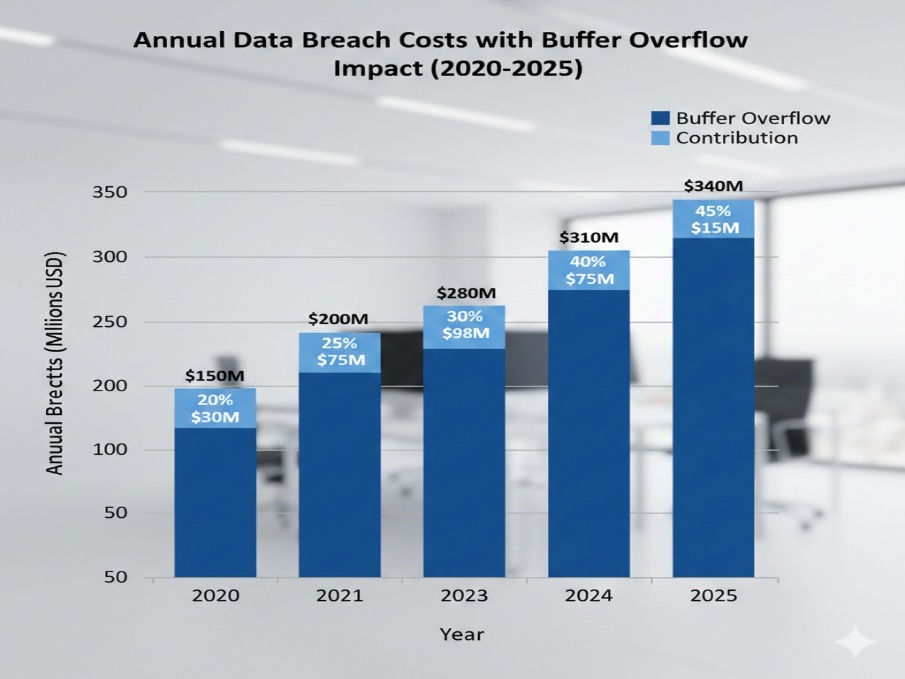 Annual Data Breach Costs with Buffer Overflow
Impact (2020-2025)
Buffer Overflow
Contribution
350
300
250
200
100
50
50
Anuual Brectts (Mllions USD)
$150M
20%
$30M
$200M
25%
$75M
$280M
30%
$98M
$310M
40%
$75M
$340M
45%
$15M
2020
2021
2023
2024
2025
Year